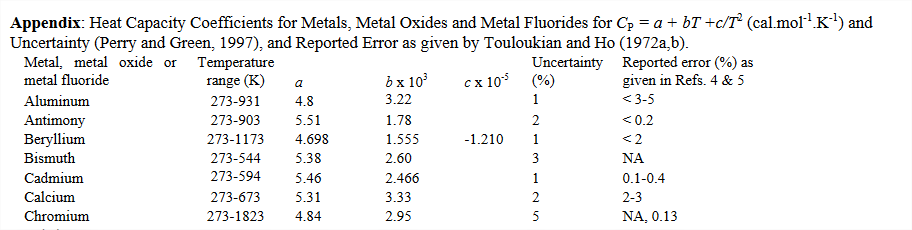 Appendix: Heat Capacity Coefficients for Metals, Metal Oxides and Metal Fluorides for Cp = a + bT +c/T² (cal.mol⁻¹.K⁻¹) and
Uncertainty (Perry and Green, 1997), and Reported Error as given by Touloukian and Ho (1972a,b).
Metal, metal oxide or Temperature Uncertainty Reported error (%) as
metal fluoride range (K) a b x 10³ c x 10⁻⁵ (%) given in Refs. 4 & 5
Aluminum 273-931 4.8 3.22 1 < 3-5
Antimony 273-903 5.51 1.78 2 < 0.2
Beryllium 273-1173 4.698 1.555 -1.210 1 < 2
Bismuth 273-544 5.38 2.60 3 NA
Cadmium 273-594 5.46 2.466 1 0.1-0.4
Calcium 273-673 5.31 3.33 2 2-3
Chromium 273-1823 4.84 2.95 5 NA, 0.13